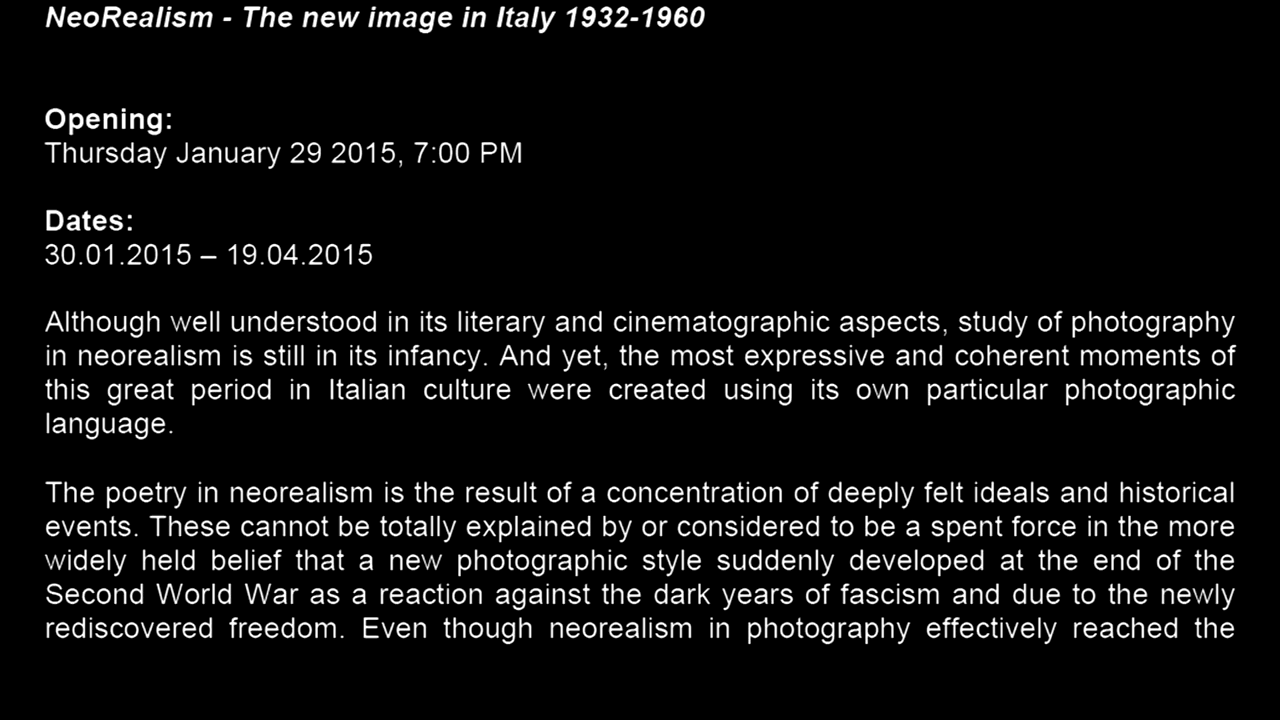 NeoRealism - The new image in Italy 1932-1960
Opening:
Thursday January 29 2015, 7:00 PM
Dates:
30.01.2015 – 19.04.2015
Although well understood in its literary and cinematographic aspects, study of photography
in neorealism is still in its infancy. And yet, the most expressive and coherent moments of
this great period in Italian culture were created using its own particular photographic
language.
The poetry in neorealism is the result of a concentration of deeply felt ideals and historical
events. These cannot be totally explained by or considered to be a spent force in the more
widely held belief that a new photographic style suddenly developed at the end of the
Second World War as a reaction against the dark years of fascism and due to the newly
rediscovered freedom. Even though neorealism in photography effectively reached the